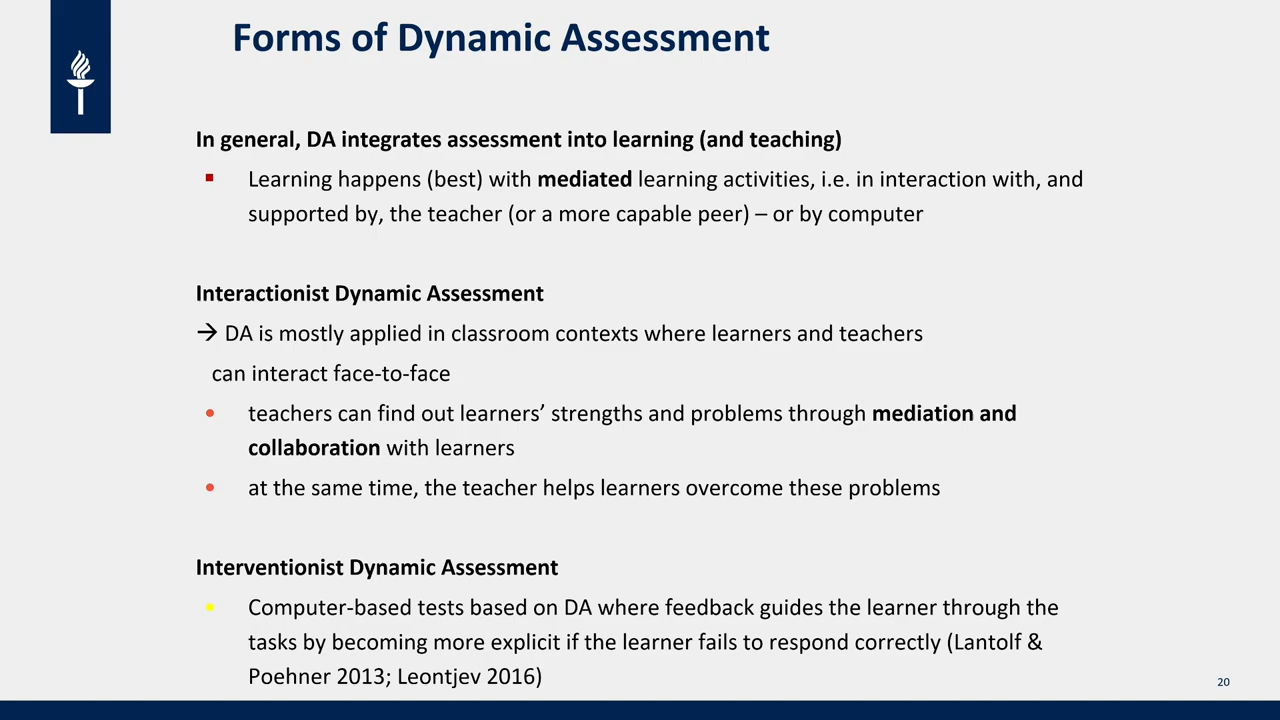 Forms of Dynamic Assessment
In general, DA integrates assessment into learning (and teaching)
▪ Learning happens (best) with mediated learning activities, i.e. in interaction with, and
supported by, the teacher (or a more capable peer) – or by computer
Interactionist Dynamic Assessment
→ DA is mostly applied in classroom contexts where learners and teachers
can interact face-to-face
• teachers can find out learners’ strengths and problems through mediation and
collaboration with learners
• at the same time, the teacher helps learners overcome these problems
Interventionist Dynamic Assessment
• Computer-based tests based on DA where feedback guides the learner through the
tasks by becoming more explicit if the learner fails to respond correctly (Lantolf &
Poehner 2013; Leontjev 2016)
20